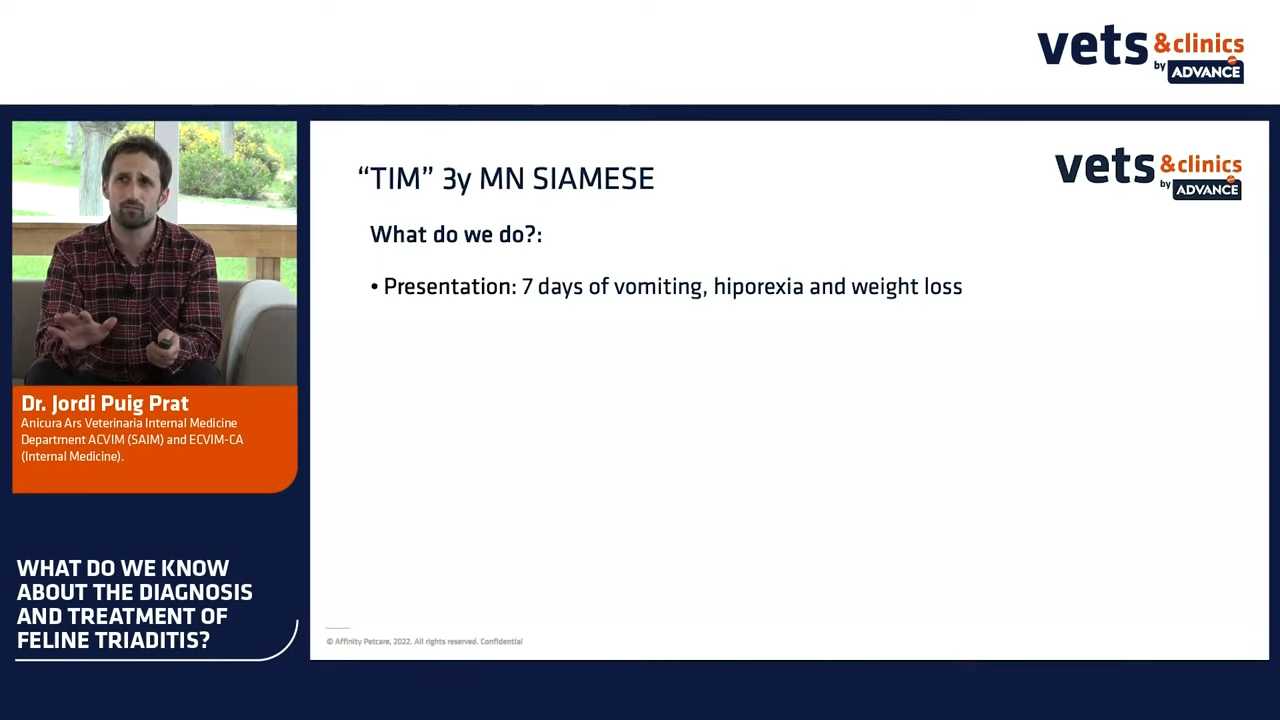 vets &clinics
by ADVANCE
vets &clinics
by ADVANCE
“TIM” 3y MN SIAMESE
What do we do?:
• Presentation: 7 days of vomiting, hiporexia and weight loss
© Affinity Petcare, 2022. All rights reserved. Confidential
Dr. Jordi Puig Prat
Anicura Ars Veterinaria Internal Medicine
Department ACVIM (SAIM) and ECVIM-CA
(Internal Medicine).
WHAT DO WE KNOW
ABOUT THE DIAGNOSIS
AND TREATMENT OF
FELINE TRIADITIS?